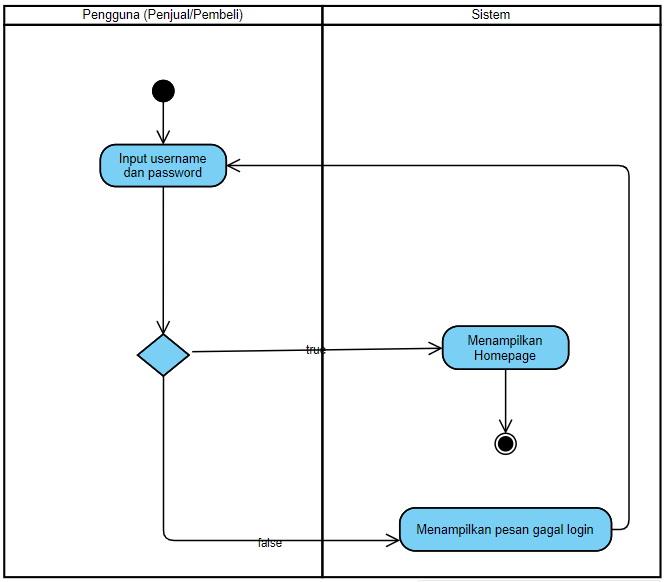 Pengguna (Penjual/Pembeli)
Sistem
Input username
dan password
true
Menampilkan
Homepage
false
Menampilkan pesan gagal login